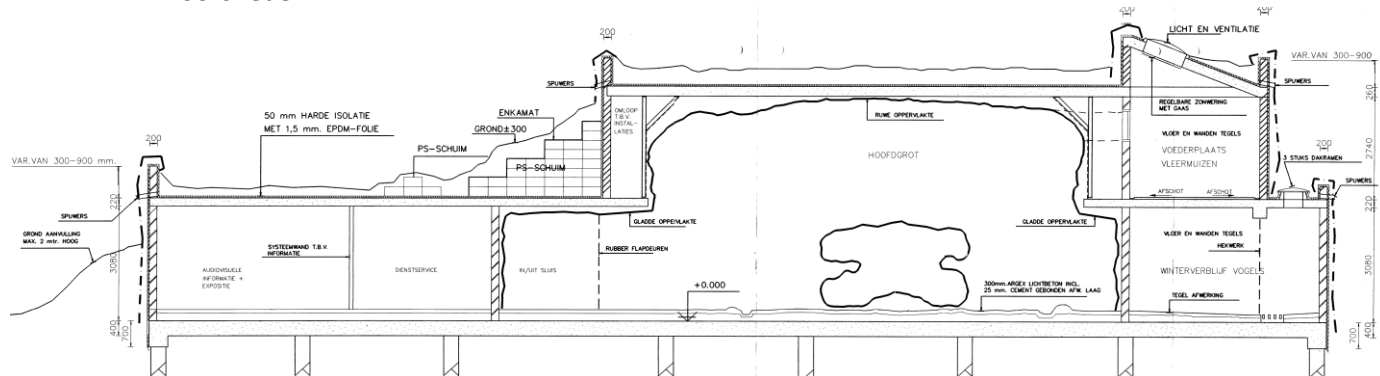 200
200
LICHT EN VENTILATIE
200
VAR.VAN 300-900
SPUWERS
SPUWERS
260
50 mm HARDE ISOLATIE
MET 1,5 mm. EPDM-FOLIE
ENKAMAT
GROND±300
OMLOOP
T.B.V.
INSTAL-
LATIES
RUWE OPPERVLAKTE
REGELBARE ZONWERING
MET GAAS
200
PS-SCHUIM
PS-SCHUIM
HOOFDGROT
VLOER EN WANDEN TEGELS
VOEDERPLAATS
VLEERMUIZEN
2740
200
VAR.VAN 300-900 mm.
3 STUKS DAKRAMEN
SPUWERS
AFSCHOT
AFSCHOT
220
220
SPUWERS
GLADDE OPPERVLAKTE
GLADDE OPPERVLAKTE
GROND AANVULLING
MAX. 2 mtr. HOOG
SYSTEEMWAND T.B.V.
INFORMATIE
RUBBER FLAPDEUREN
VLOER EN WANDEN TEGELS
HEKWERK
3080
AUDIOVISUELE
INFORMATIE +
EXPOSITIE
DIENSTSERVICE
IN/UIT SLUIS
WINTERVERBLIJF VOGELS
3080
+0.000
300mm.ARGEX LICHTBETON INCL.
25 mm. CEMENT GEBONDEN AFW. LAAG
TEGEL AFWERKING
400
700
400
700